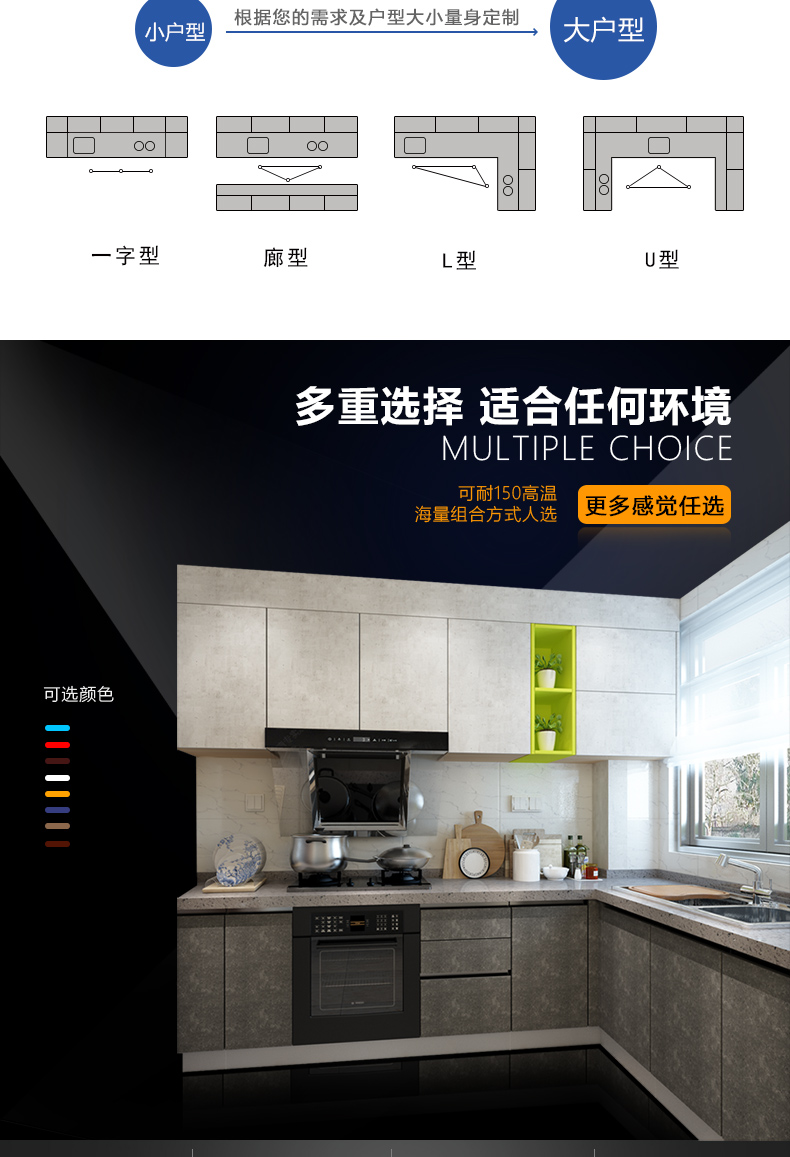 小户型
根据您的需求及户型大小量身定制
大户型
一字型
廊型
L型
U型
多重选择 适合任何环境
MULTIPLE CHOICE
可耐150高温
海量组合方式人选
更多感觉任选
可选颜色